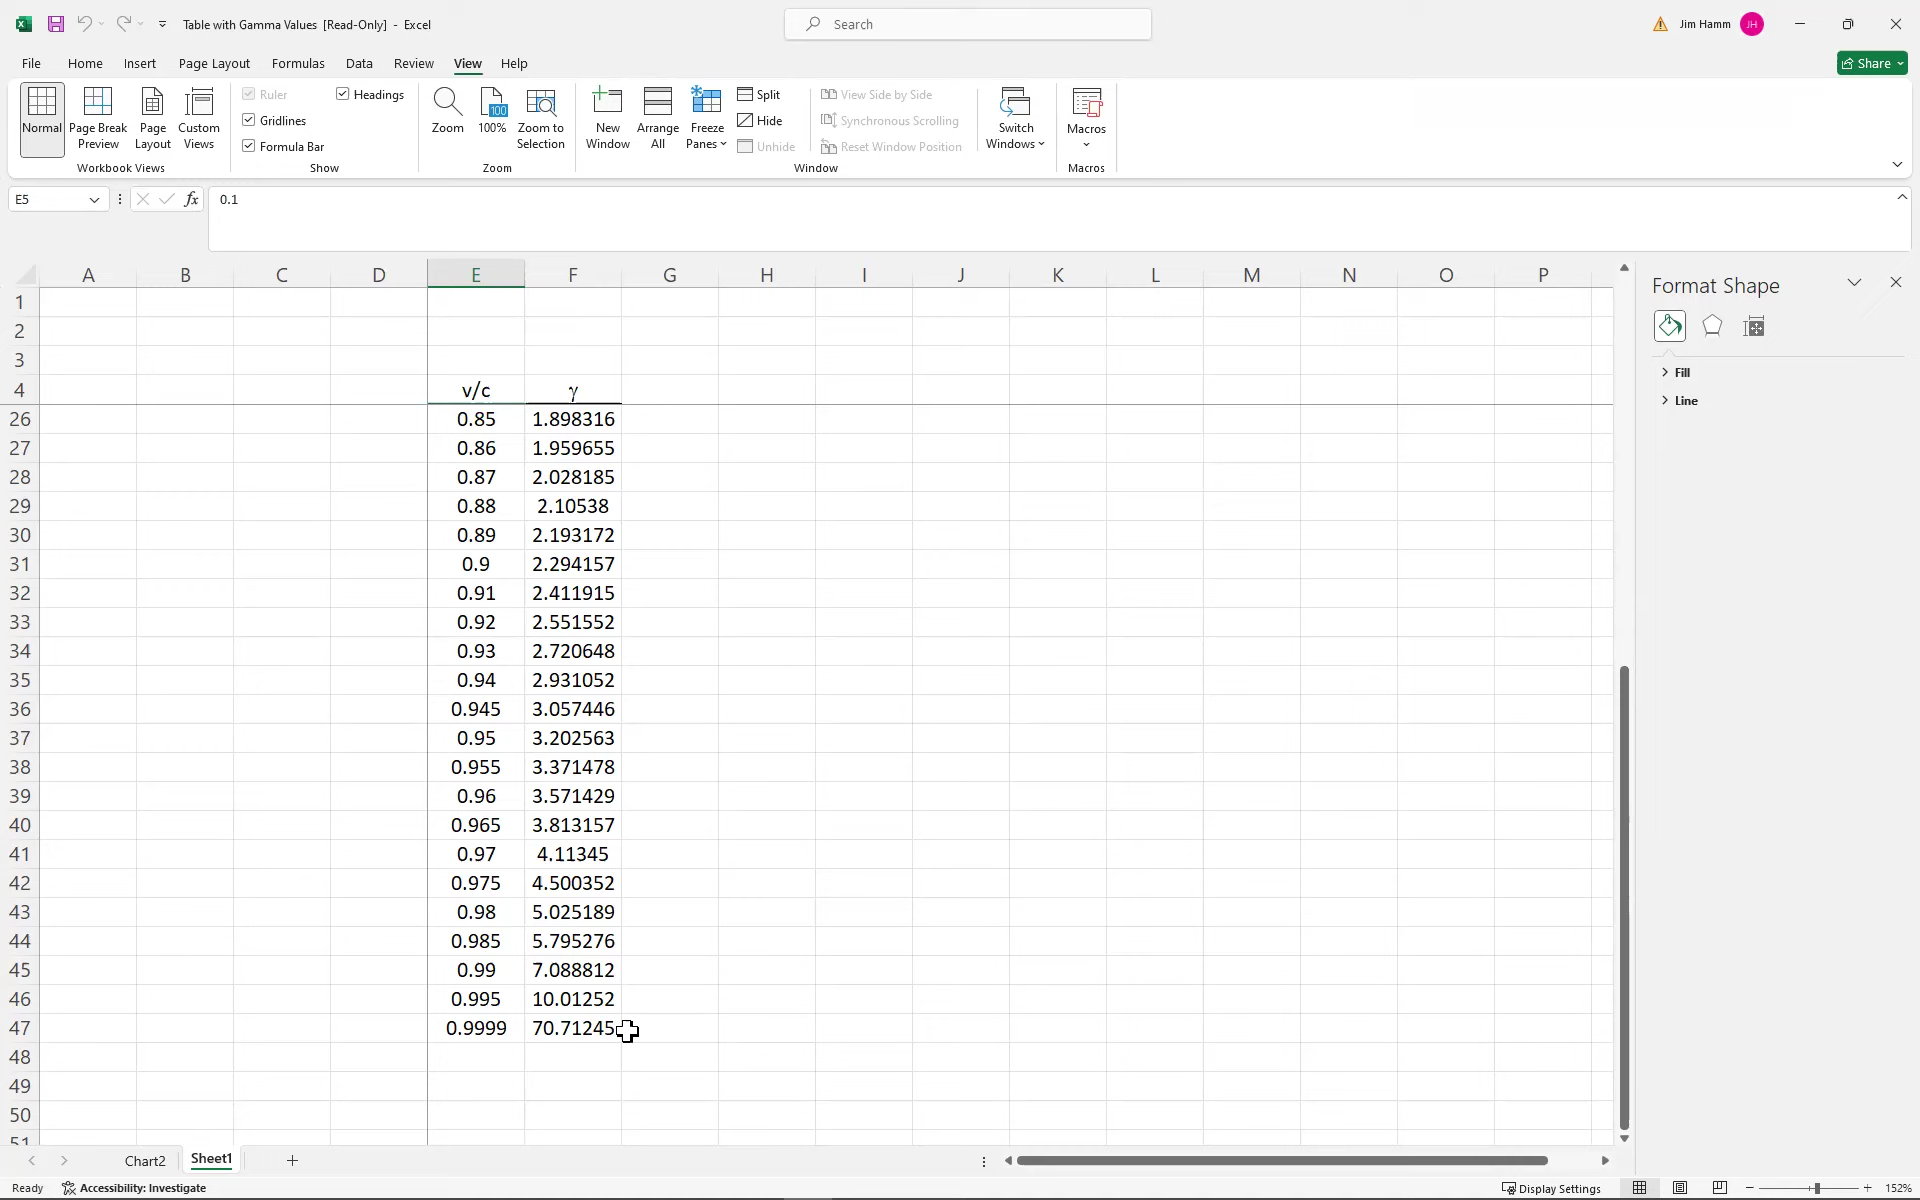 Table with Gamma Values [Read-Only] - Excel
Search
Jim Hamm JH
File Home Insert Page Layout Formulas Data Review View Help
Share
Normal
Page Break Preview
Page Layout
Custom Views
Workbook Views
Ruler
Gridlines
Formula Bar
Headings
Show
Zoom
100
100%
Zoom to Selection
Zoom
New Window
Arrange All
Freeze Panes
Split
Hide
Unhide
View Side by Side
Synchronous Scrolling
Reset Window Position
Window
Switch Windows
Macros
Macros
E5
fx
0.1
A B C D E F G H I J K L M N O P
1
2
3
4 v/c γ
26 0.85 1.898316
27 0.86 1.959655
28 0.87 2.028185
29 0.88 2.10538
30 0.89 2.193172
31 0.9 2.294157
32 0.91 2.411915
33 0.92 2.551552
34 0.93 2.720648
35 0.94 2.931052
36 0.945 3.057446
37 0.95 3.202563
38 0.955 3.371478
39 0.96 3.571429
40 0.965 3.813157
41 0.97 4.11345
42 0.975 4.500352
43 0.98 5.025189
44 0.985 5.795276
45 0.99 7.088812
46 0.995 10.01252
47 0.9999 70.71245
48
49
50
51
Format Shape
Fill
Line
Chart2 Sheet1
Ready Accessibility: Investigate
Display Settings
152%